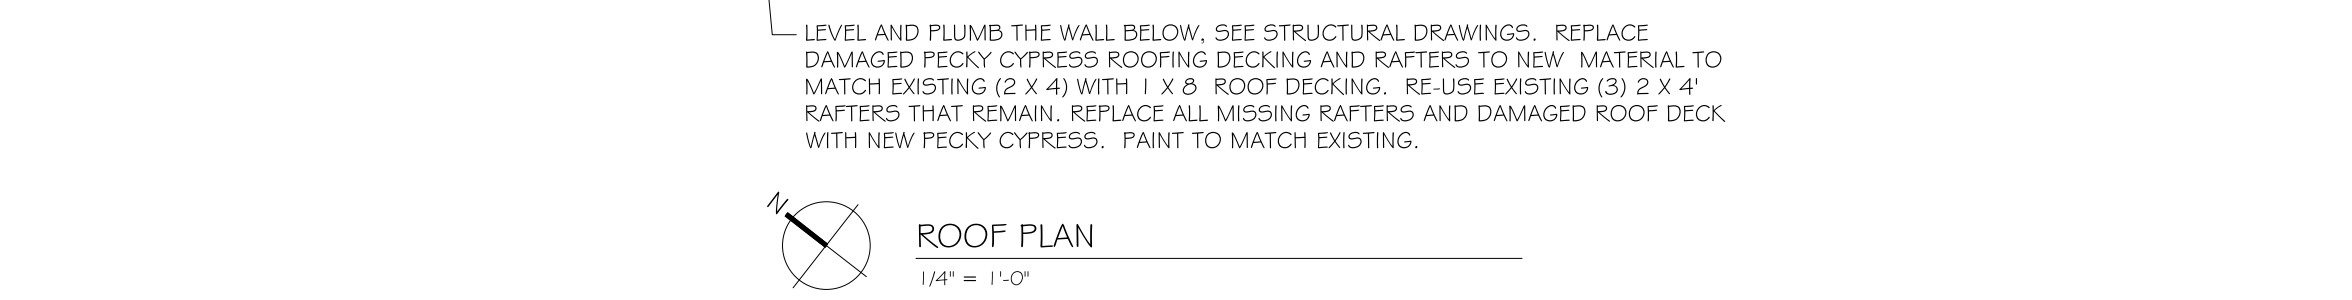 LEVEL AND PLUMB THE WALL BELOW, SEE STRUCTURAL DRAWINGS.  REPLACE
DAMAGED PECKY CYPRESS ROOFING DECKING AND RAFTERS TO NEW  MATERIAL TO
MATCH EXISTING (2 X 4) WITH 1 X 8  ROOF DECKING.  RE-USE EXISTING (3) 2 X 4'
RAFTERS THAT REMAIN. REPLACE ALL MISSING RAFTERS AND DAMAGED ROOF DECK
WITH NEW PECKY CYPRESS.  PAINT TO MATCH EXISTING.
N
ROOF PLAN
1/4" = 1'-0"